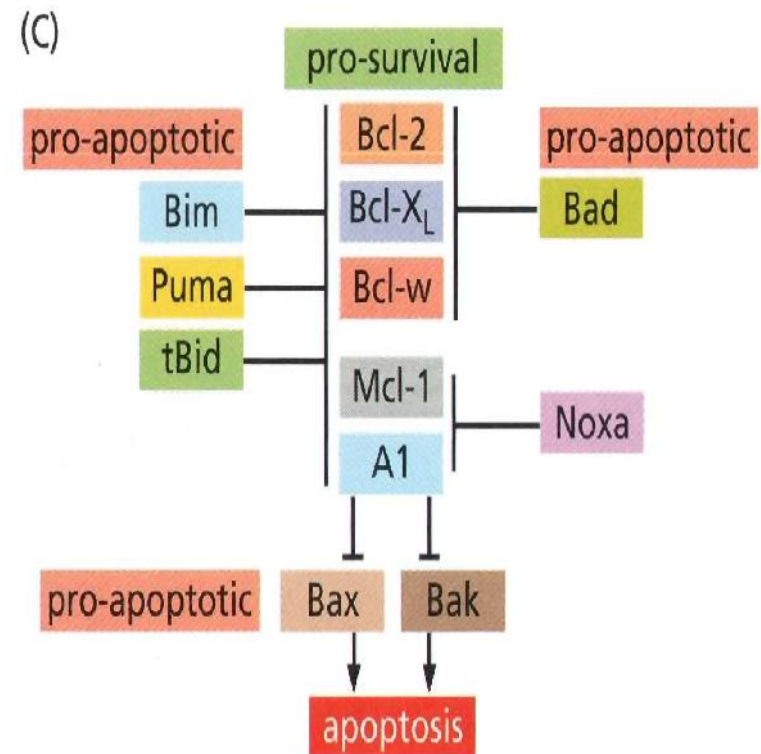 (C)
pro-survival
pro-apoptotic
Bcl-2
pro-apoptotic
Bim
Bcl-XL
Bad
Puma
Bcl-w
tBid
Mcl-1
Noxa
A1
pro-apoptotic
Bax
Bak
apoptosis